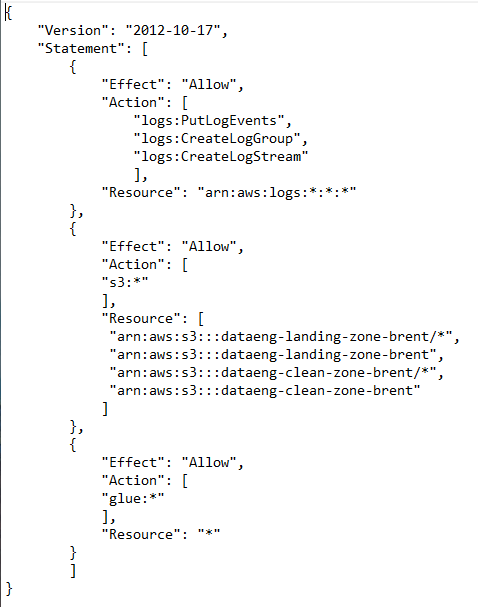 {
    "Version": "2012-10-17",
    "Statement": [
        {
            "Effect": "Allow",
            "Action": [
                "logs:PutLogEvents",
                "logs:CreateLogGroup",
                "logs:CreateLogStream"
                ],
            "Resource": "arn:aws:logs:*:*:*"
        },
        {
            "Effect": "Allow",
            "Action": [
            "s3:*"
            ],
            "Resource": [
             "arn:aws:s3:::dataeng-landing-zone-brent/*",
             "arn:aws:s3:::dataeng-landing-zone-brent",
             "arn:aws:s3:::dataeng-clean-zone-brent/*",
             "arn:aws:s3:::dataeng-clean-zone-brent"
            ]
        },
        {
            "Effect": "Allow",
            "Action": [
            "glue:*"
            ],
            "Resource": "*"
        }
        ]
}